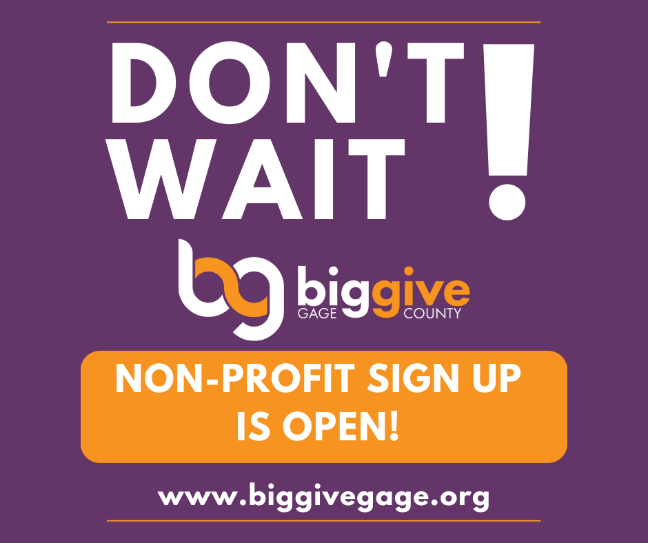 DON'T
WAIT!
bg biggive
GAGE COUNTY
NON-PROFIT SIGN UP
IS OPEN!
www.biggivegage.org